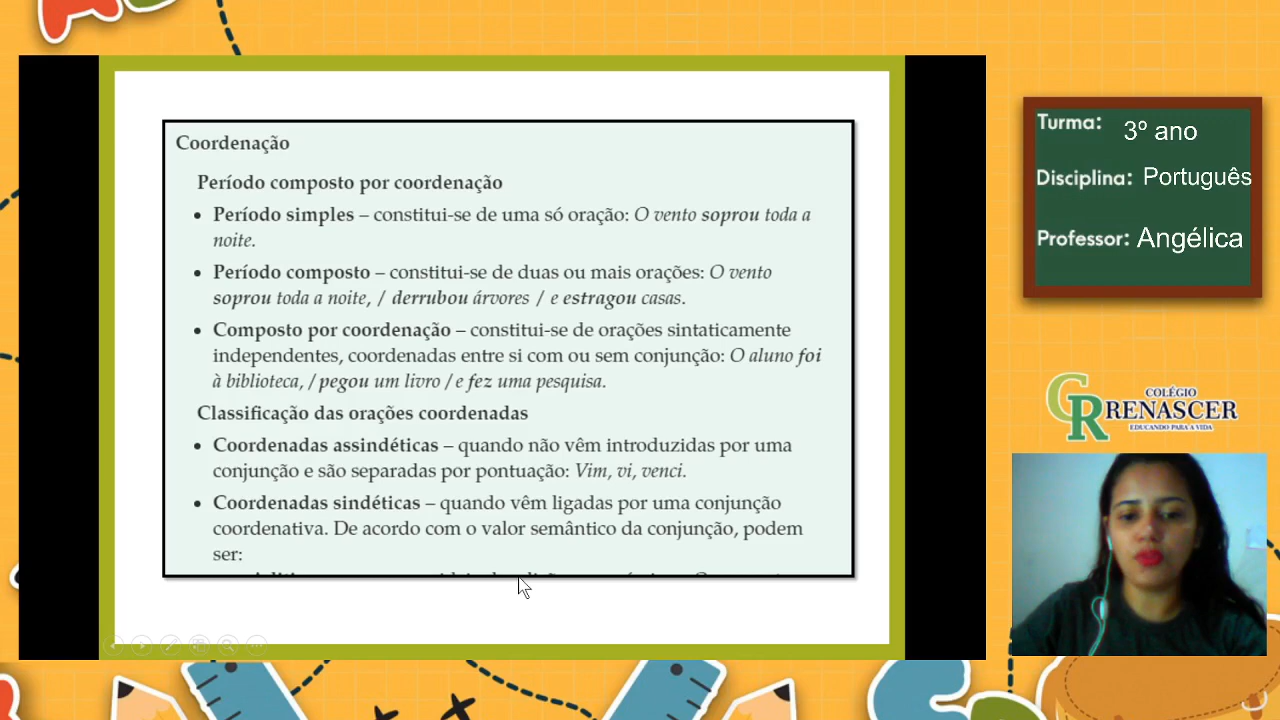 Coordenação
Período composto por coordenação
• Período simples – constitui-se de uma só oração: O vento soprou toda a
noite.
• Período composto – constitui-se de duas ou mais orações: O vento
soprou toda a noite, / derrubou árvores / e estragou casas.
• Composto por coordenação – constitui-se de orações sintaticamente
independentes, coordenadas entre si com ou sem conjunção: O aluno foi
à biblioteca, / pegou um livro / e fez uma pesquisa.
Classificação das orações coordenadas
• Coordenadas assindéticas – quando não vêm introduzidas por uma
conjunção e são separadas por pontuação: Vim, vi, venci.
• Coordenadas sindéticas – quando vêm ligadas por uma conjunção
coordenativa. De acordo com o valor semântico da conjunção, podem
ser:
Turma: 3º ano
Disciplina: Português
Professor: Angélica
CR
COLÉGIO
RENASCER
EDUCANDO PARA A VIDA